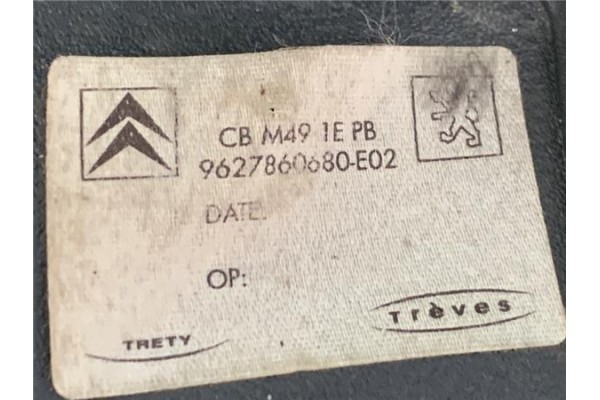 CB M49 1E PB
9627860680-E02
DATE:
OP:
TRETY
Trèves